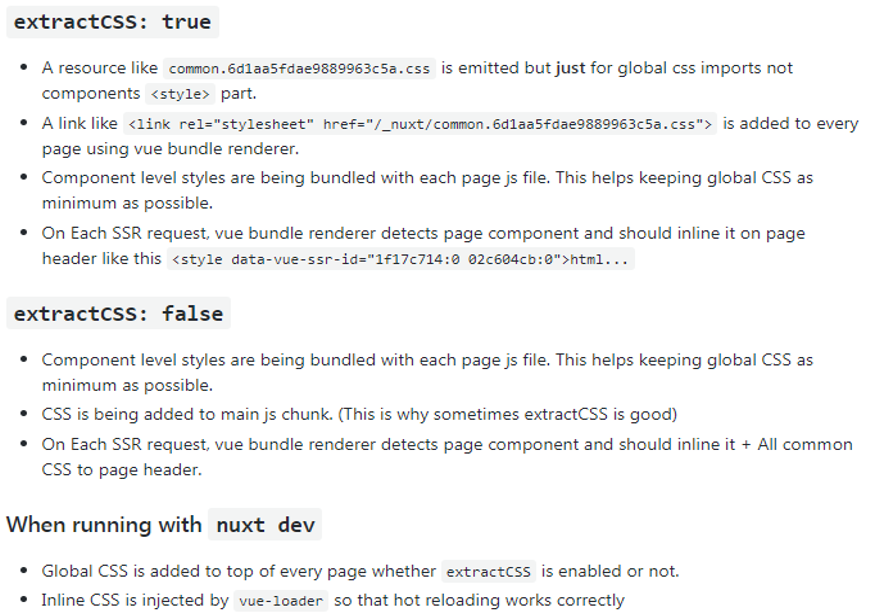 extractCSS: true
A resource like common.6d1aa5fdae9889963c5a.css is emitted but just for global css imports not
components <style> part.
A link like <link rel="stylesheet" href="/_nuxt/common.6d1aa5fdae9889963c5a.css"> is added to every
page using vue bundle renderer.
Component level styles are being bundled with each page js file. This helps keeping global CSS as
minimum as possible.
On Each SSR request, vue bundle renderer detects page component and should inline it on page
header like this <style data-vue-ssr-id="1f17c714:0 02c604cb:0">html...
extractCSS: false
Component level styles are being bundled with each page js file. This helps keeping global CSS as
minimum as possible.
CSS is being added to main js chunk. (This is why sometimes extractCSS is good)
On Each SSR request, vue bundle renderer detects page component and should inline it + All common
CSS to page header.
When running with nuxt dev
Global CSS is added to top of every page whether extractCSS is enabled or not.
Inline CSS is injected by vue-loader so that hot reloading works correctly